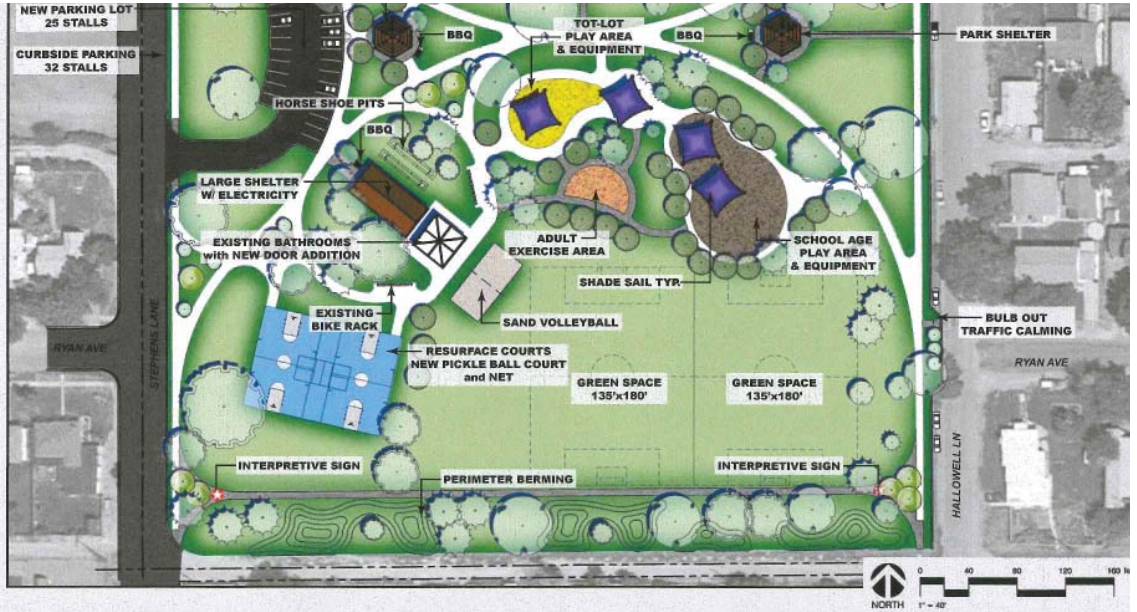 NEW PARKING LOT
25 STALLS
CURBSIDE PARKING
32 STALLS
BBQ
TOT-LOT
PLAY AREA
& EQUIPMENT
BBQ
PARK SHELTER
HORSE SHOE PITS
BBQ
LARGE SHELTER
W/ ELECTRICITY
EXISTING BATHROOMS
with NEW DOOR ADDITION
ADULT
EXERCISE AREA
SCHOOL AGE
PLAY AREA
& EQUIPMENT
SHADE SAIL TYP.
EXISTING
BIKE RACK
SAND VOLLEYBALL
BULB OUT
TRAFFIC CALMING
RYAN AVE
STEPHENS LANE
RESURFACE COURTS
NEW PICKLE BALL COURT
and NET
GREEN SPACE
135'x180'
GREEN SPACE
135'x180'
RYAN AVE
INTERPRETIVE SIGN
PERIMETER BERMING
INTERPRETIVE SIGN
HALLOWELL LN
NORTH
0 40 80 120 160
1" = 40'